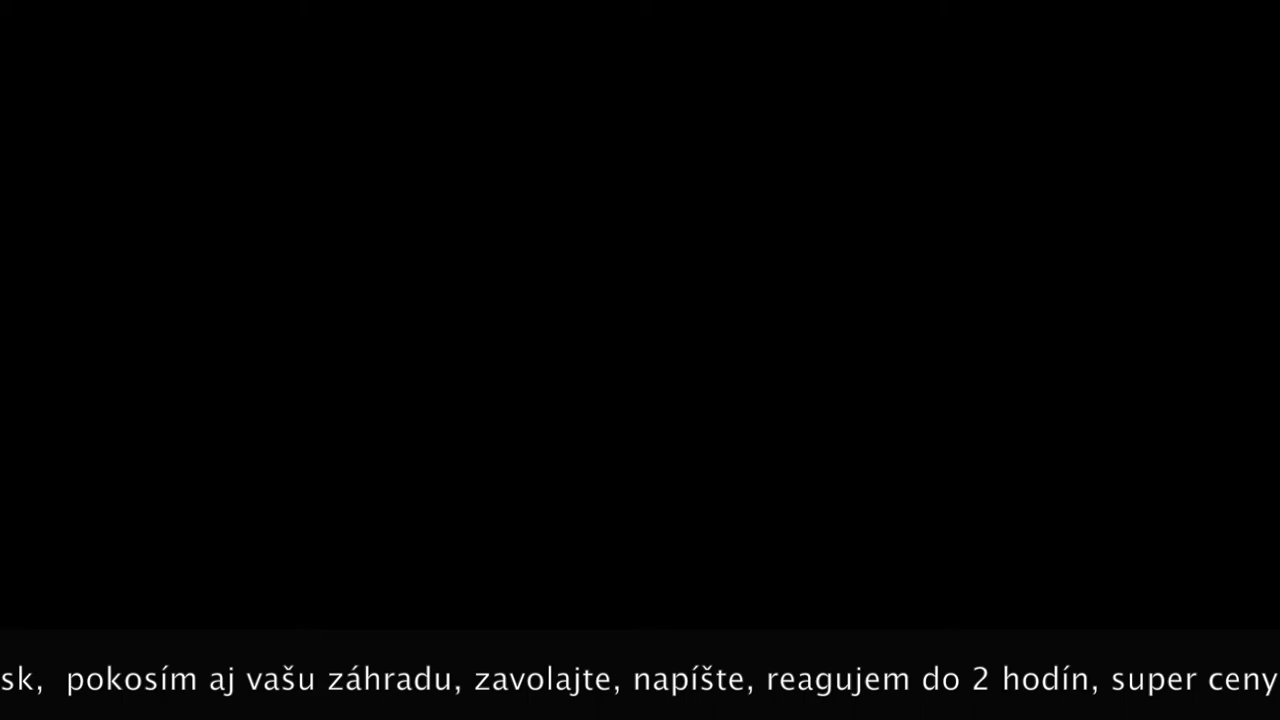 sk, pokosím aj vašu záhradu, zavolajte, napíšte, reagujem do 2 hodín, super ceny